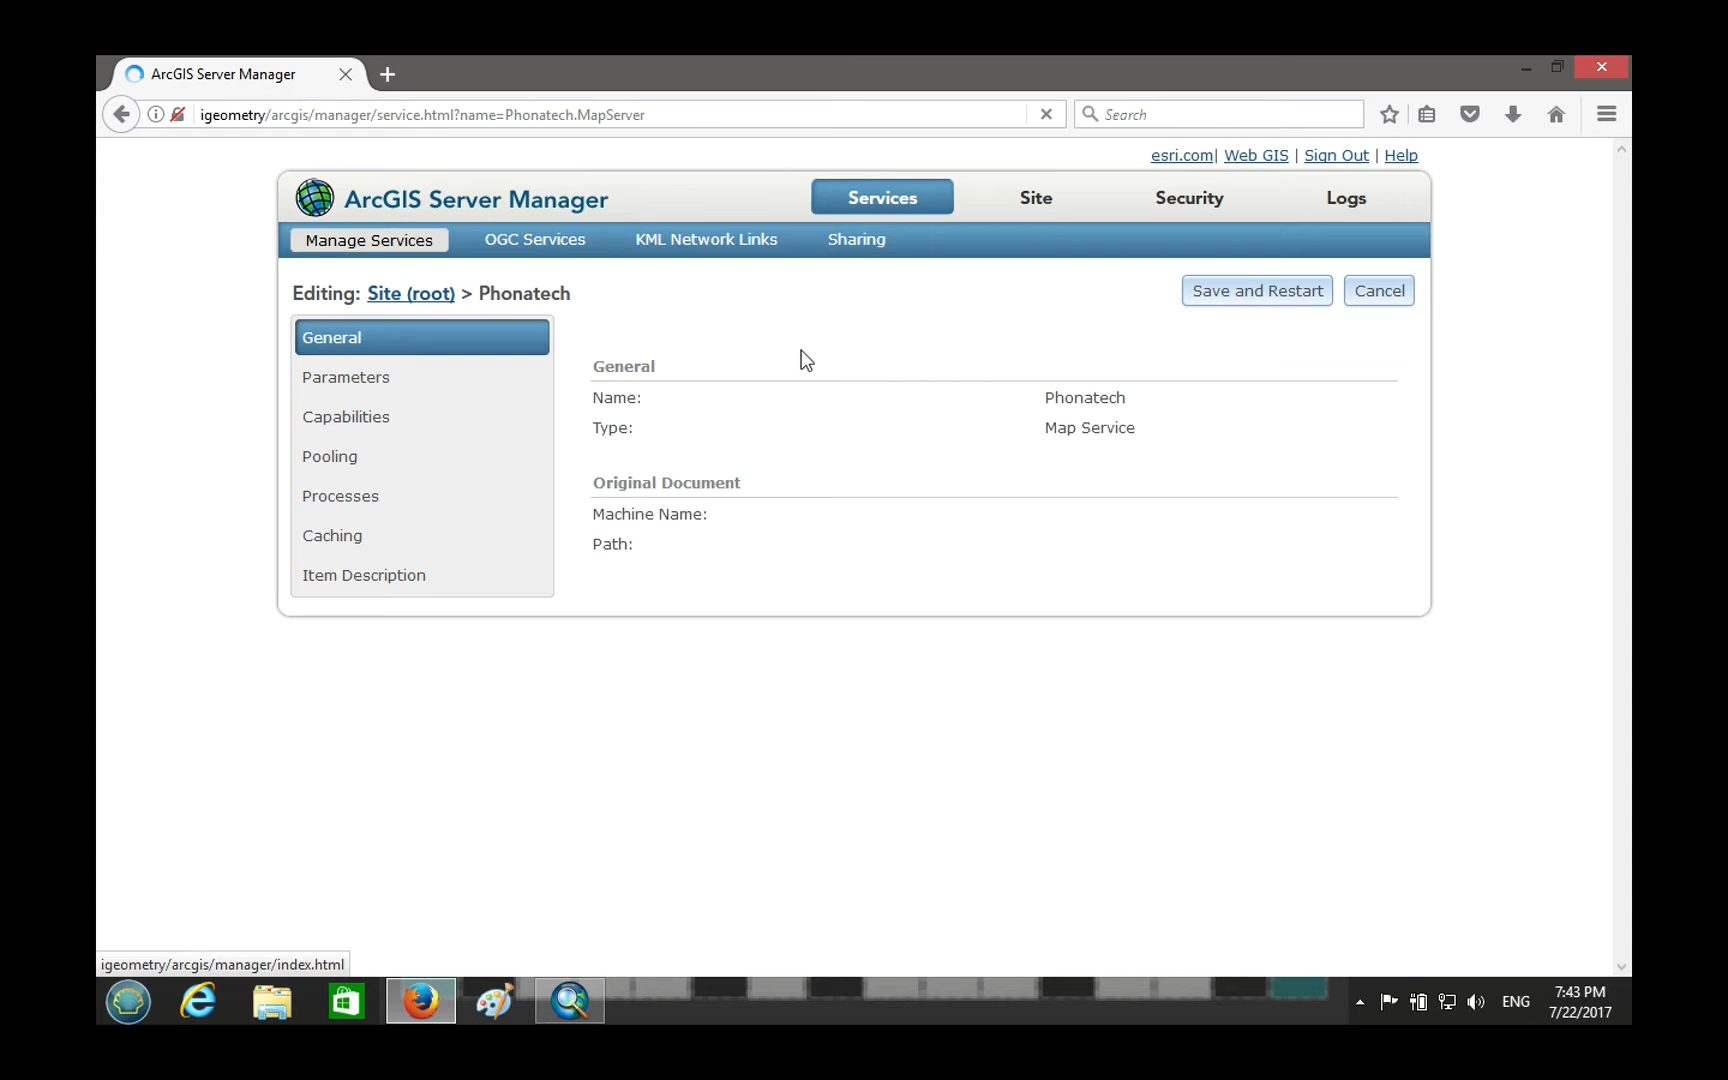 ArcGIS Server Manager
igeometry/arcgis/manager/service.html?name=Phonatech.MapServer
Search
esri.com| Web GIS | Sign Out | Help
ArcGIS Server Manager
Services
Site
Security
Logs
Manage Services
OGC Services
KML Network Links
Sharing
Editing: Site (root) > Phonatech
Save and Restart
Cancel
General
Parameters
Capabilities
Pooling
Processes
Caching
Item Description
General
Name: Phonatech
Type: Map Service
Original Document
Machine Name:
Path:
igeometry/arcgis/manager/index.html
ENG
7:43 PM
7/22/2017